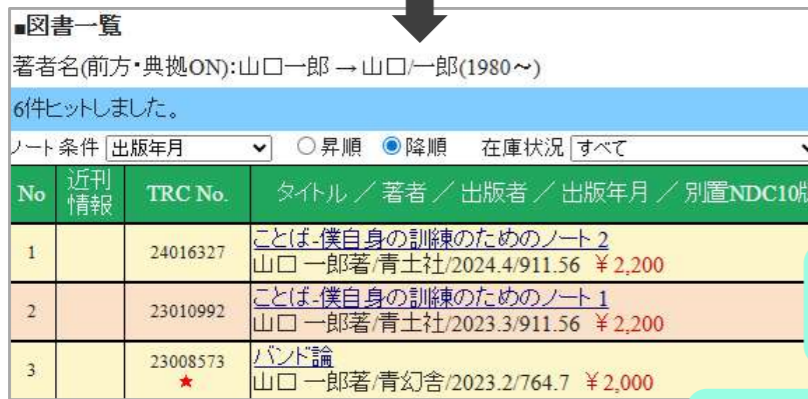 ■図書一覧
著者名(前方・典拠ON):山口一郎 → 山口/一郎(1980～)
6件ヒットしました。
ノート条件 出版年月 ○昇順 ◉降順 在庫状況 すべて
No 近刊情報 TRC No. タイトル ／ 著者 ／ 出版者 ／ 出版年月 ／ 別置NDC10版
1 24016327 ことば-僕自身の訓練のためのノート 2
山口 一郎著/青土社/2024.4/911.56 ￥2,200
2 23010992 ことば-僕自身の訓練のためのノート 1
山口 一郎著/青土社/2023.3/911.56 ￥2,200
3 23008573 ★ バンド論
山口 一郎著/青幻舎/2023.2/764.7 ￥2,000